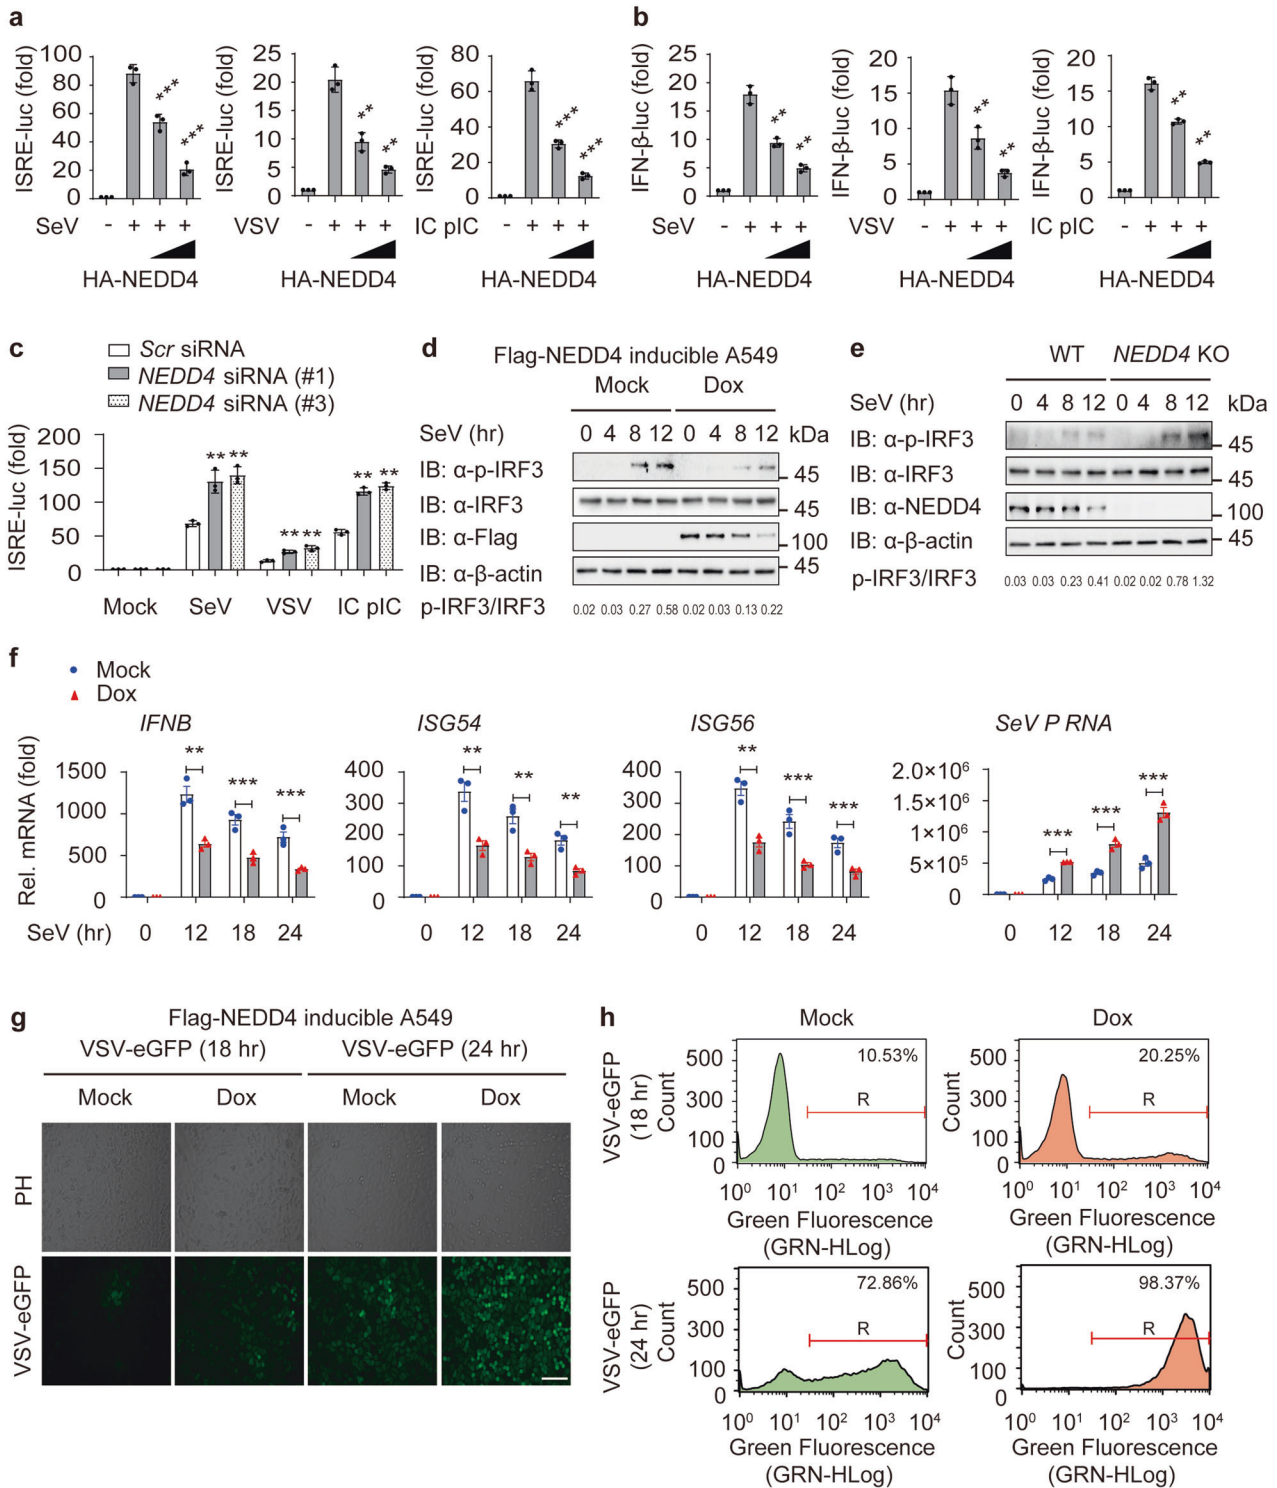 a
ISRE-luc (fold)
100
80
60
40
20
0
***
***
SeV - + + +
HA-NEDD4
ISRE-luc (fold)
25
20
15
10
5
0
**
**
VSV - + + +
HA-NEDD4
ISRE-luc (fold)
80
60
40
20
0
***
***
IC pIC - + + +
HA-NEDD4
b
IFN-β-luc (fold)
25
20
15
10
5
0
**
**
SeV - + + +
HA-NEDD4
IFN-β-luc (fold)
20
15
10
5
0
**
**
VSV - + + +
HA-NEDD4
IFN-β-luc (fold)
20
15
10
5
0
**
**
IC pIC - + + +
HA-NEDD4
c
Scr siRNA
NEDD4 siRNA (#1)
NEDD4 siRNA (#3)
ISRE-luc (fold)
200
150
100
50
0
** **
** **
** **
Mock SeV VSV IC pIC
d
Flag-NEDD4 inducible A549
Mock Dox
SeV (hr) 0 4 8 12 0 4 8 12 kDa
IB: α-p-IRF3 45
IB: α-IRF3 45
IB: α-Flag 100
IB: α-β-actin 45
p-IRF3/IRF3 0.02 0.03 0.27 0.58 0.02 0.03 0.13 0.22
e
WT NEDD4 KO
SeV (hr) 0 4 8 12 0 4 8 12 kDa
IB: α-p-IRF3 45
IB: α-IRF3 45
IB: α-NEDD4 100
IB: α-β-actin 45
p-IRF3/IRF3 0.03 0.03 0.23 0.41 0.02 0.02 0.78 1.32
f
Mock
Dox
Rel. mRNA (fold)
IFNB
1500
1000
500
0
** *** ***
SeV (hr) 0 12 18 24
ISG54
400
300
200
100
0
** ** **
0 12 18 24
ISG56
400
300
200
100
0
** *** ***
0 12 18 24
SeV P RNA
2.0×10⁶
1.5×10⁶
1×10⁶
5×10⁵
0
*** *** ***
0 12 18 24
g
Flag-NEDD4 inducible A549
VSV-eGFP (18 hr) VSV-eGFP (24 hr)
Mock Dox Mock Dox
PH
VSV-eGFP
h
Mock Dox
VSV-eGFP
(18 hr)
Count
500
300
100
0
10.53%
R
10⁰ 10¹ 10² 10³ 10⁴
Green Fluorescence
(GRN-HLog)
Count
500
300
100
0
20.25%
R
10⁰ 10¹ 10² 10³ 10⁴
Green Fluorescence
(GRN-HLog)
VSV-eGFP
(24 hr)
Count
500
300
100
0
72.86%
R
10⁰ 10¹ 10² 10³ 10⁴
Green Fluorescence
(GRN-HLog)
Count
500
300
100
0
98.37%
R
10⁰ 10¹ 10² 10³ 10⁴
Green Fluorescence
(GRN-HLog)